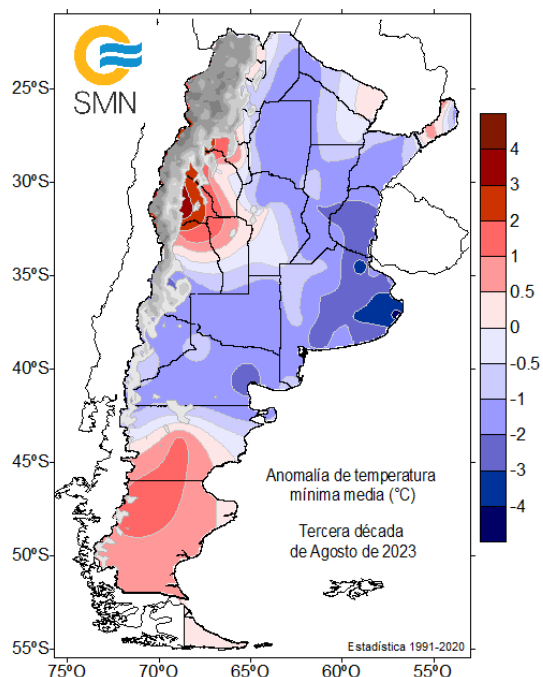 SMN
25°S
30°S
35°S
40°S
45°S
50°S
55°S
4
3
2
1
0.5
0
-0.5
-1
-2
-3
-4
Anomalía de temperatura
mínima media (°C)
Tercera década
de Agosto de 2023
Estadística 1991-2020
75°O
70°O
65°O
60°O
55°O